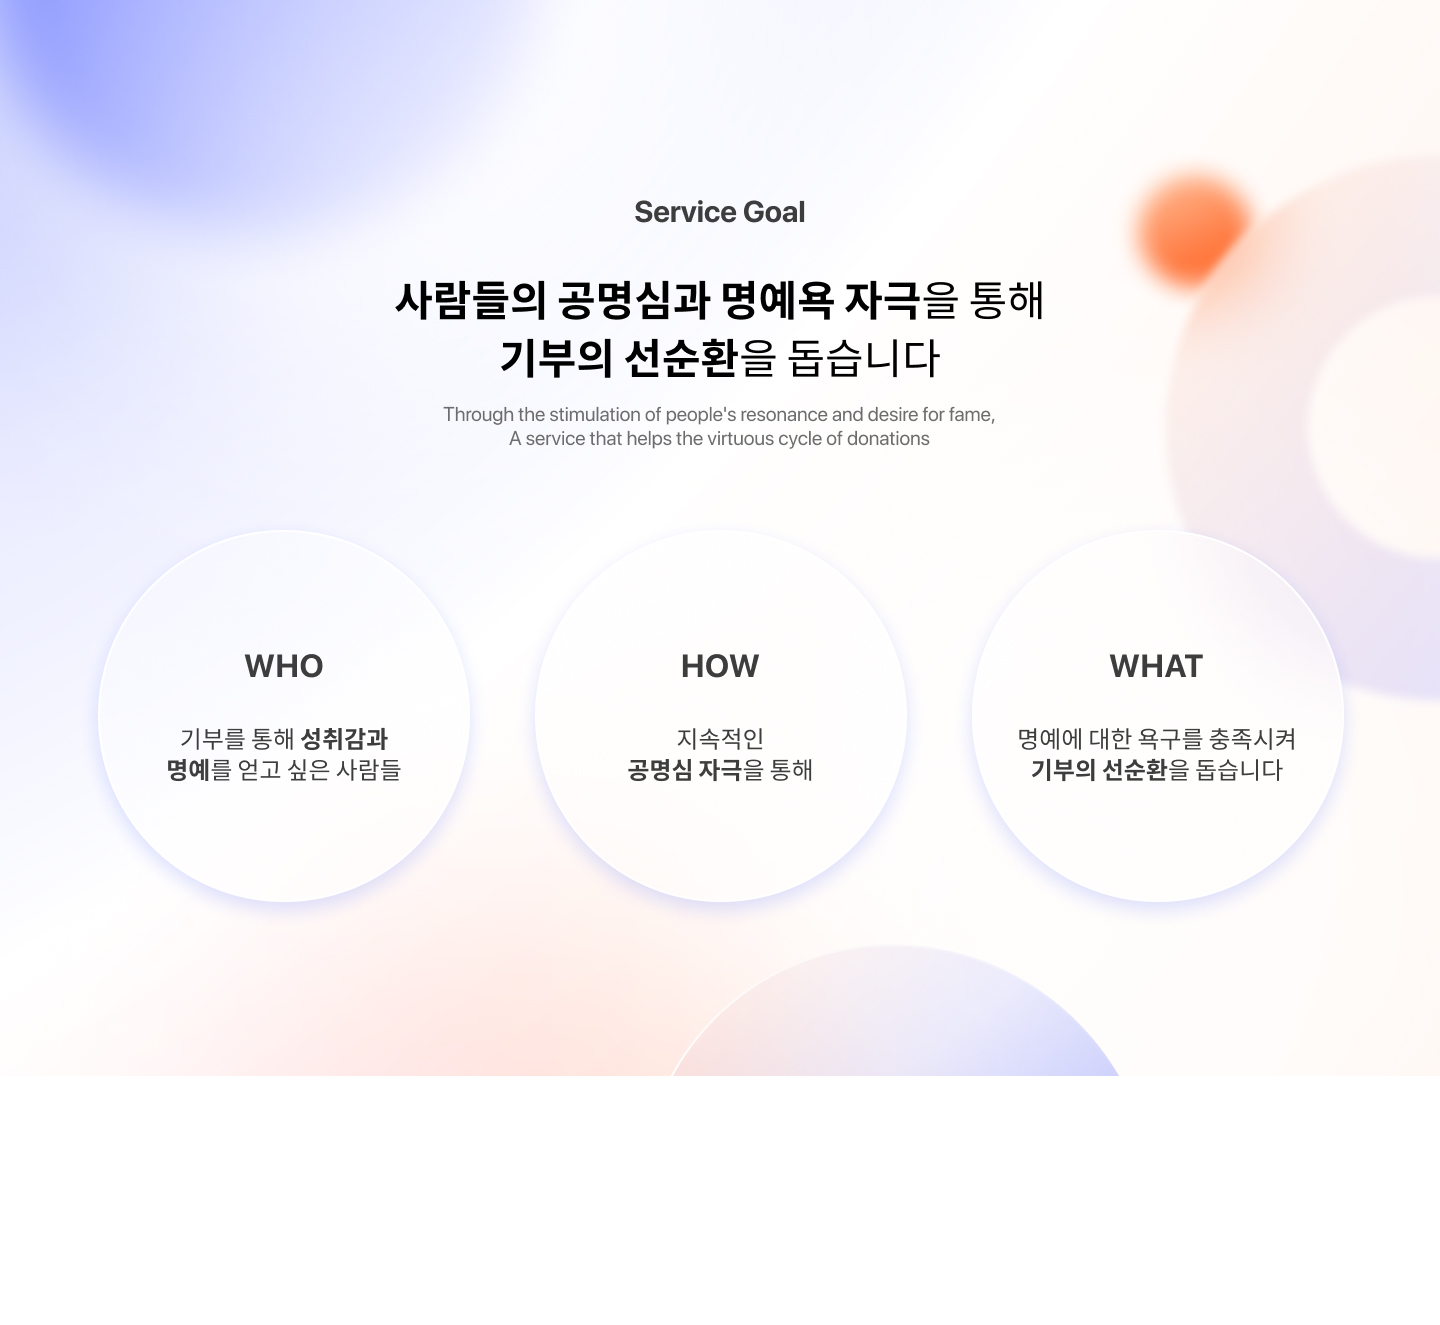 Service Goal
사람들의 공명심과 명예욕 자극을 통해
기부의 선순환을 돕습니다
Through the stimulation of people's resonance and desire for fame,
A service that helps the virtuous cycle of donations
WHO
기부를 통해 성취감과
명예를 얻고 싶은 사람들
HOW
지속적인
공명심 자극을 통해
WHAT
명예에 대한 욕구를 충족시켜
기부의 선순환을 돕습니다